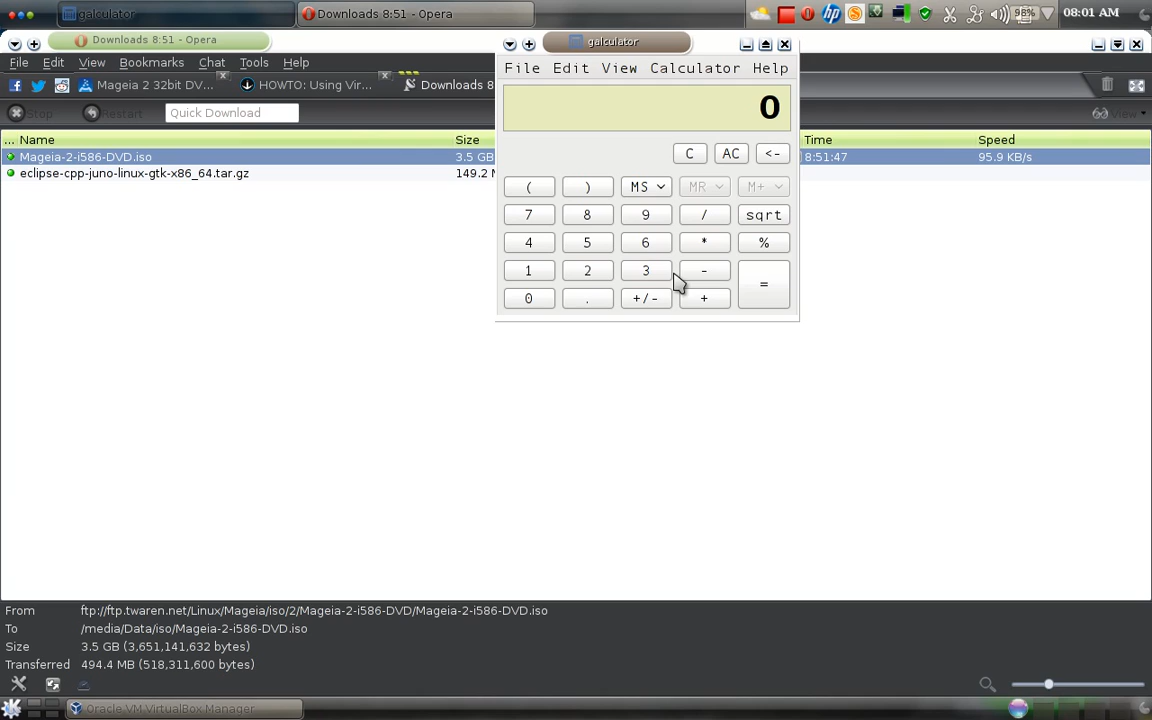 galculator
Downloads 8:51 - Opera
98%
08:01 AM
Downloads 8:51 - Opera
galculator
File Edit View Bookmarks Chat Tools Help
File Edit View Calculator Help
Mageia 2 32bit DV...
HOWTO: Using Vir...
Downloads 8
0
Stop
Restart
Quick Download
View
... Name Size Time Speed
Mageia-2-i586-DVD.iso 3.5 GB 8:51:47 95.9 KB/s
eclipse-cpp-juno-linux-gtk-x86_64.tar.gz 149.2 M
C AC <-
( ) MS MR M+
7 8 9 / sqrt
4 5 6 * %
1 2 3 - =
0 . +/- +
From ftp://ftp.twaren.net/Linux/Mageia/iso/2/Mageia-2-i586-DVD/Mageia-2-i586-DVD.iso
To /media/Data/iso/Mageia-2-i586-DVD.iso
Size 3.5 GB (3,651,141,632 bytes)
Transferred 494.4 MB (518,311,600 bytes)
Oracle VM VirtualBox Manager